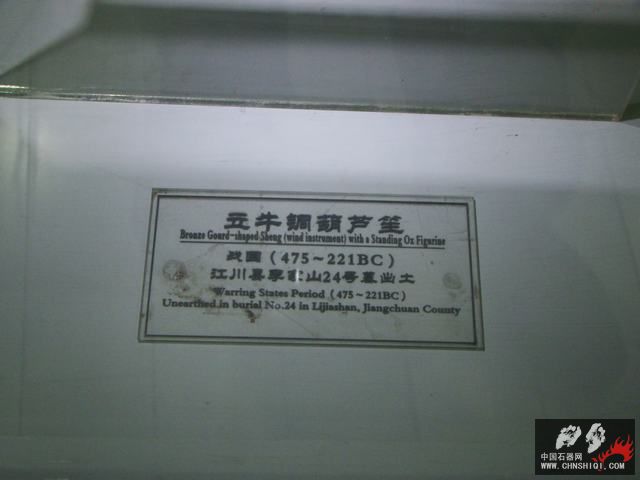 立牛铜葫芦笙
Bronze Gourd-shaped Sheng (wind instrument) with a Standing Ox Figurine
战国（475～221BC）
江川县李家山24号墓出土
Warring States Period (475~221BC)
Unearthed in burial No.24 in Lijiashan, Jiangchuan County
中国石器网
WWW.CHNSHIQI.COM